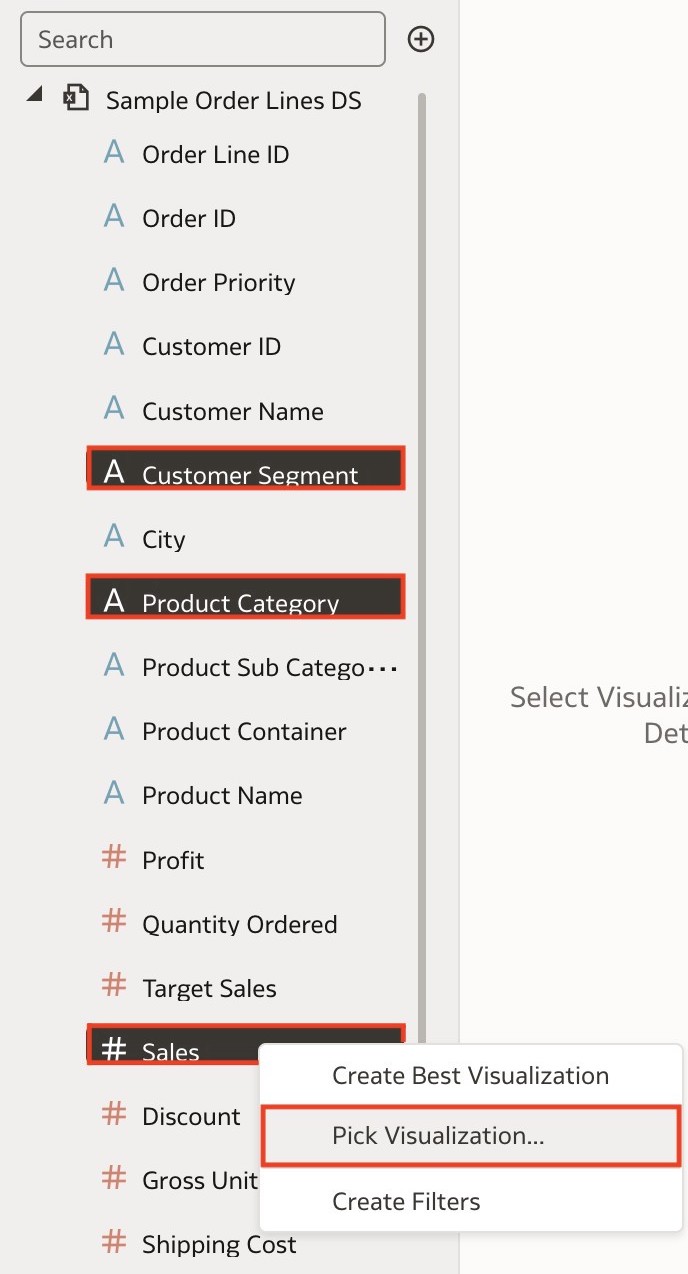 Search
Sample Order Lines DS
A Order Line ID
A Order ID
A Order Priority
A Customer ID
A Customer Name
A Customer Segment
A City
A Product Category
A Product Sub Catego...
A Product Container
A Product Name
# Profit
Select Visualiz
Det
# Quantity Ordered
# Target Sales
# Sales
Create Best Visualization
# Discount
Pick Visualization...
# Gross Unit
Create Filters
# Shipping Cost